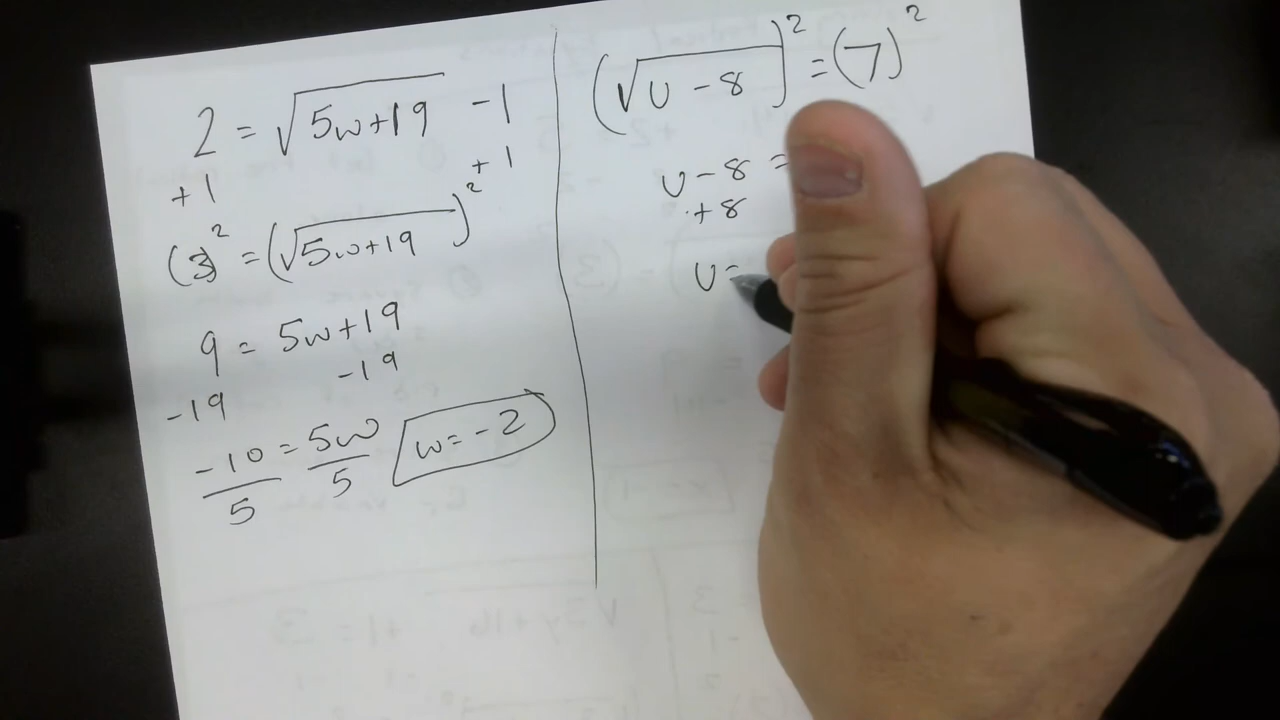 2 = √5w+19 -1
+1 +1
(3)² = (√5w+19)²
9 = 5w+19
-19 -19
-10 = 5w
5 5
w = -2
(√u-8)² = (7)²
u-8 =
+8
u=